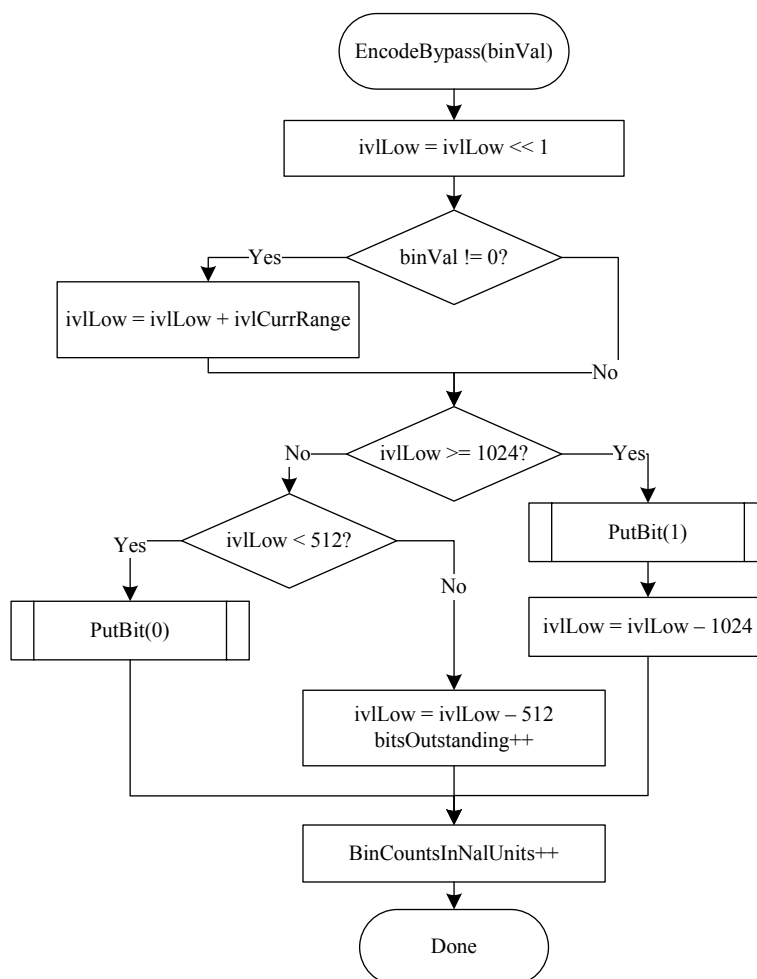 EncodeBypass(binVal)
ivlLow = ivlLow << 1
binVal != 0?
Yes
ivlLow = ivlLow + ivlCurrRange
No
ivlLow >= 1024?
No
Yes
ivlLow < 512?
PutBit(1)
Yes
No
PutBit(0)
ivlLow = ivlLow – 1024
ivlLow = ivlLow – 512
bitsOutstanding++
BinCountsInNalUnits++
Done